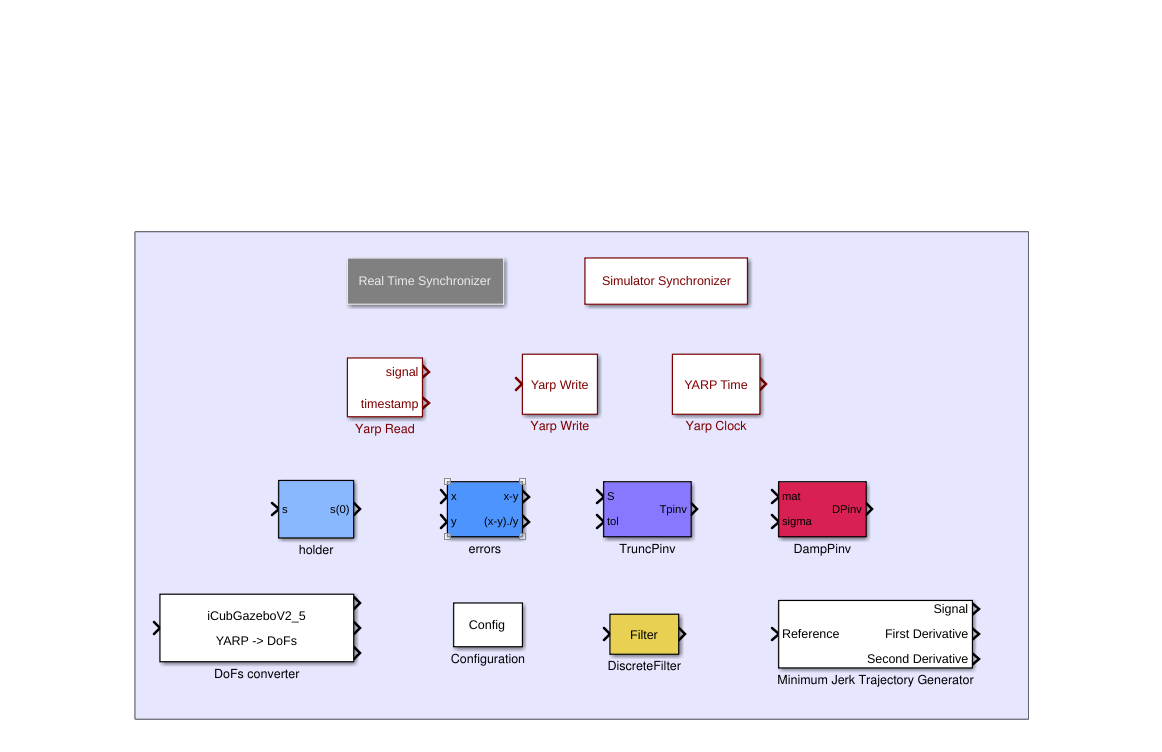 Real Time Synchronizer
Simulator Synchronizer
signal
timestamp
Yarp Read
Yarp Write
Yarp Write
YARP Time
Yarp Clock
s
s(0)
holder
x
x-y
y
(x-y)./y
errors
S
Tpinv
tol
TruncPinv
mat
DPinv
sigma
DampPinv
iCubGazeboV2_5
YARP -> DoFs
DoFs converter
Config
Configuration
Filter
DiscreteFilter
Signal
Reference
First Derivative
Second Derivative
Minimum Jerk Trajectory Generator